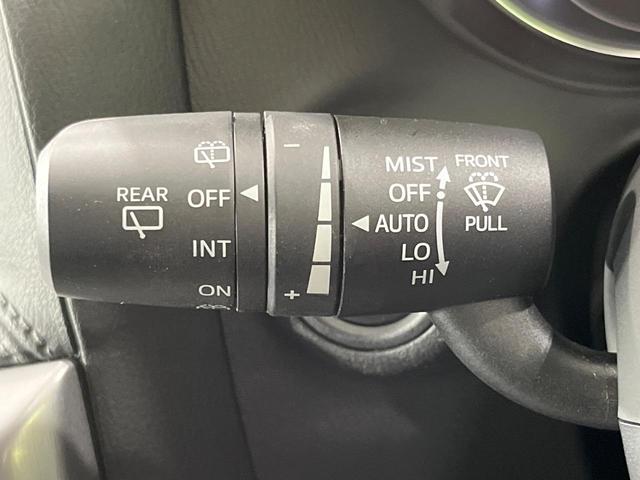 REAR
OFF
INT
ON
−
+
MIST
OFF
AUTO
LO
HI
FRONT
PULL